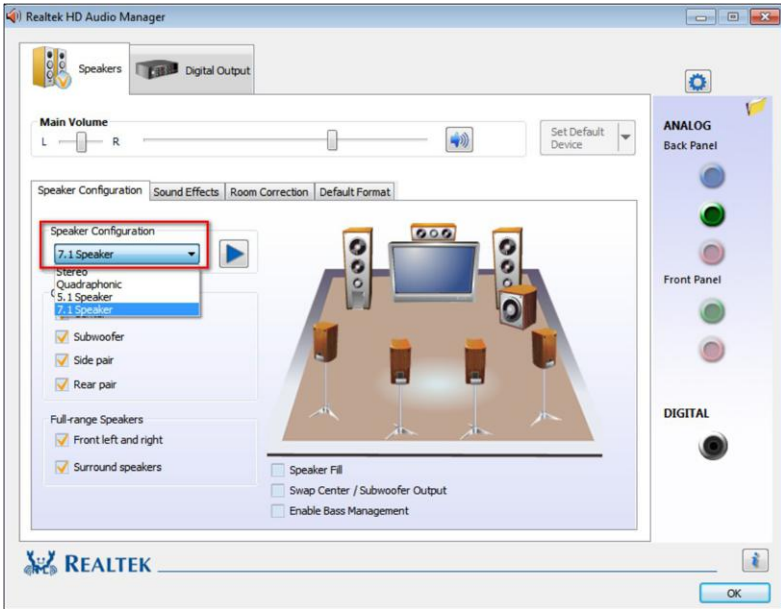 Realtek HD Audio Manager
Speakers
Digital Output
Main Volume
L R
Set Default
Device
Speaker Configuration Sound Effects Room Correction Default Format
Speaker Configuration
7.1 Speaker
Stereo
Quadraphonic
5.1 Speaker
7.1 Speaker
Subwoofer
Side pair
Rear pair
Full-range Speakers
Front left and right
Surround speakers
Speaker Fill
Swap Center / Subwoofer Output
Enable Bass Management
ANALOG
Back Panel
Front Panel
DIGITAL
REALTEK
OK